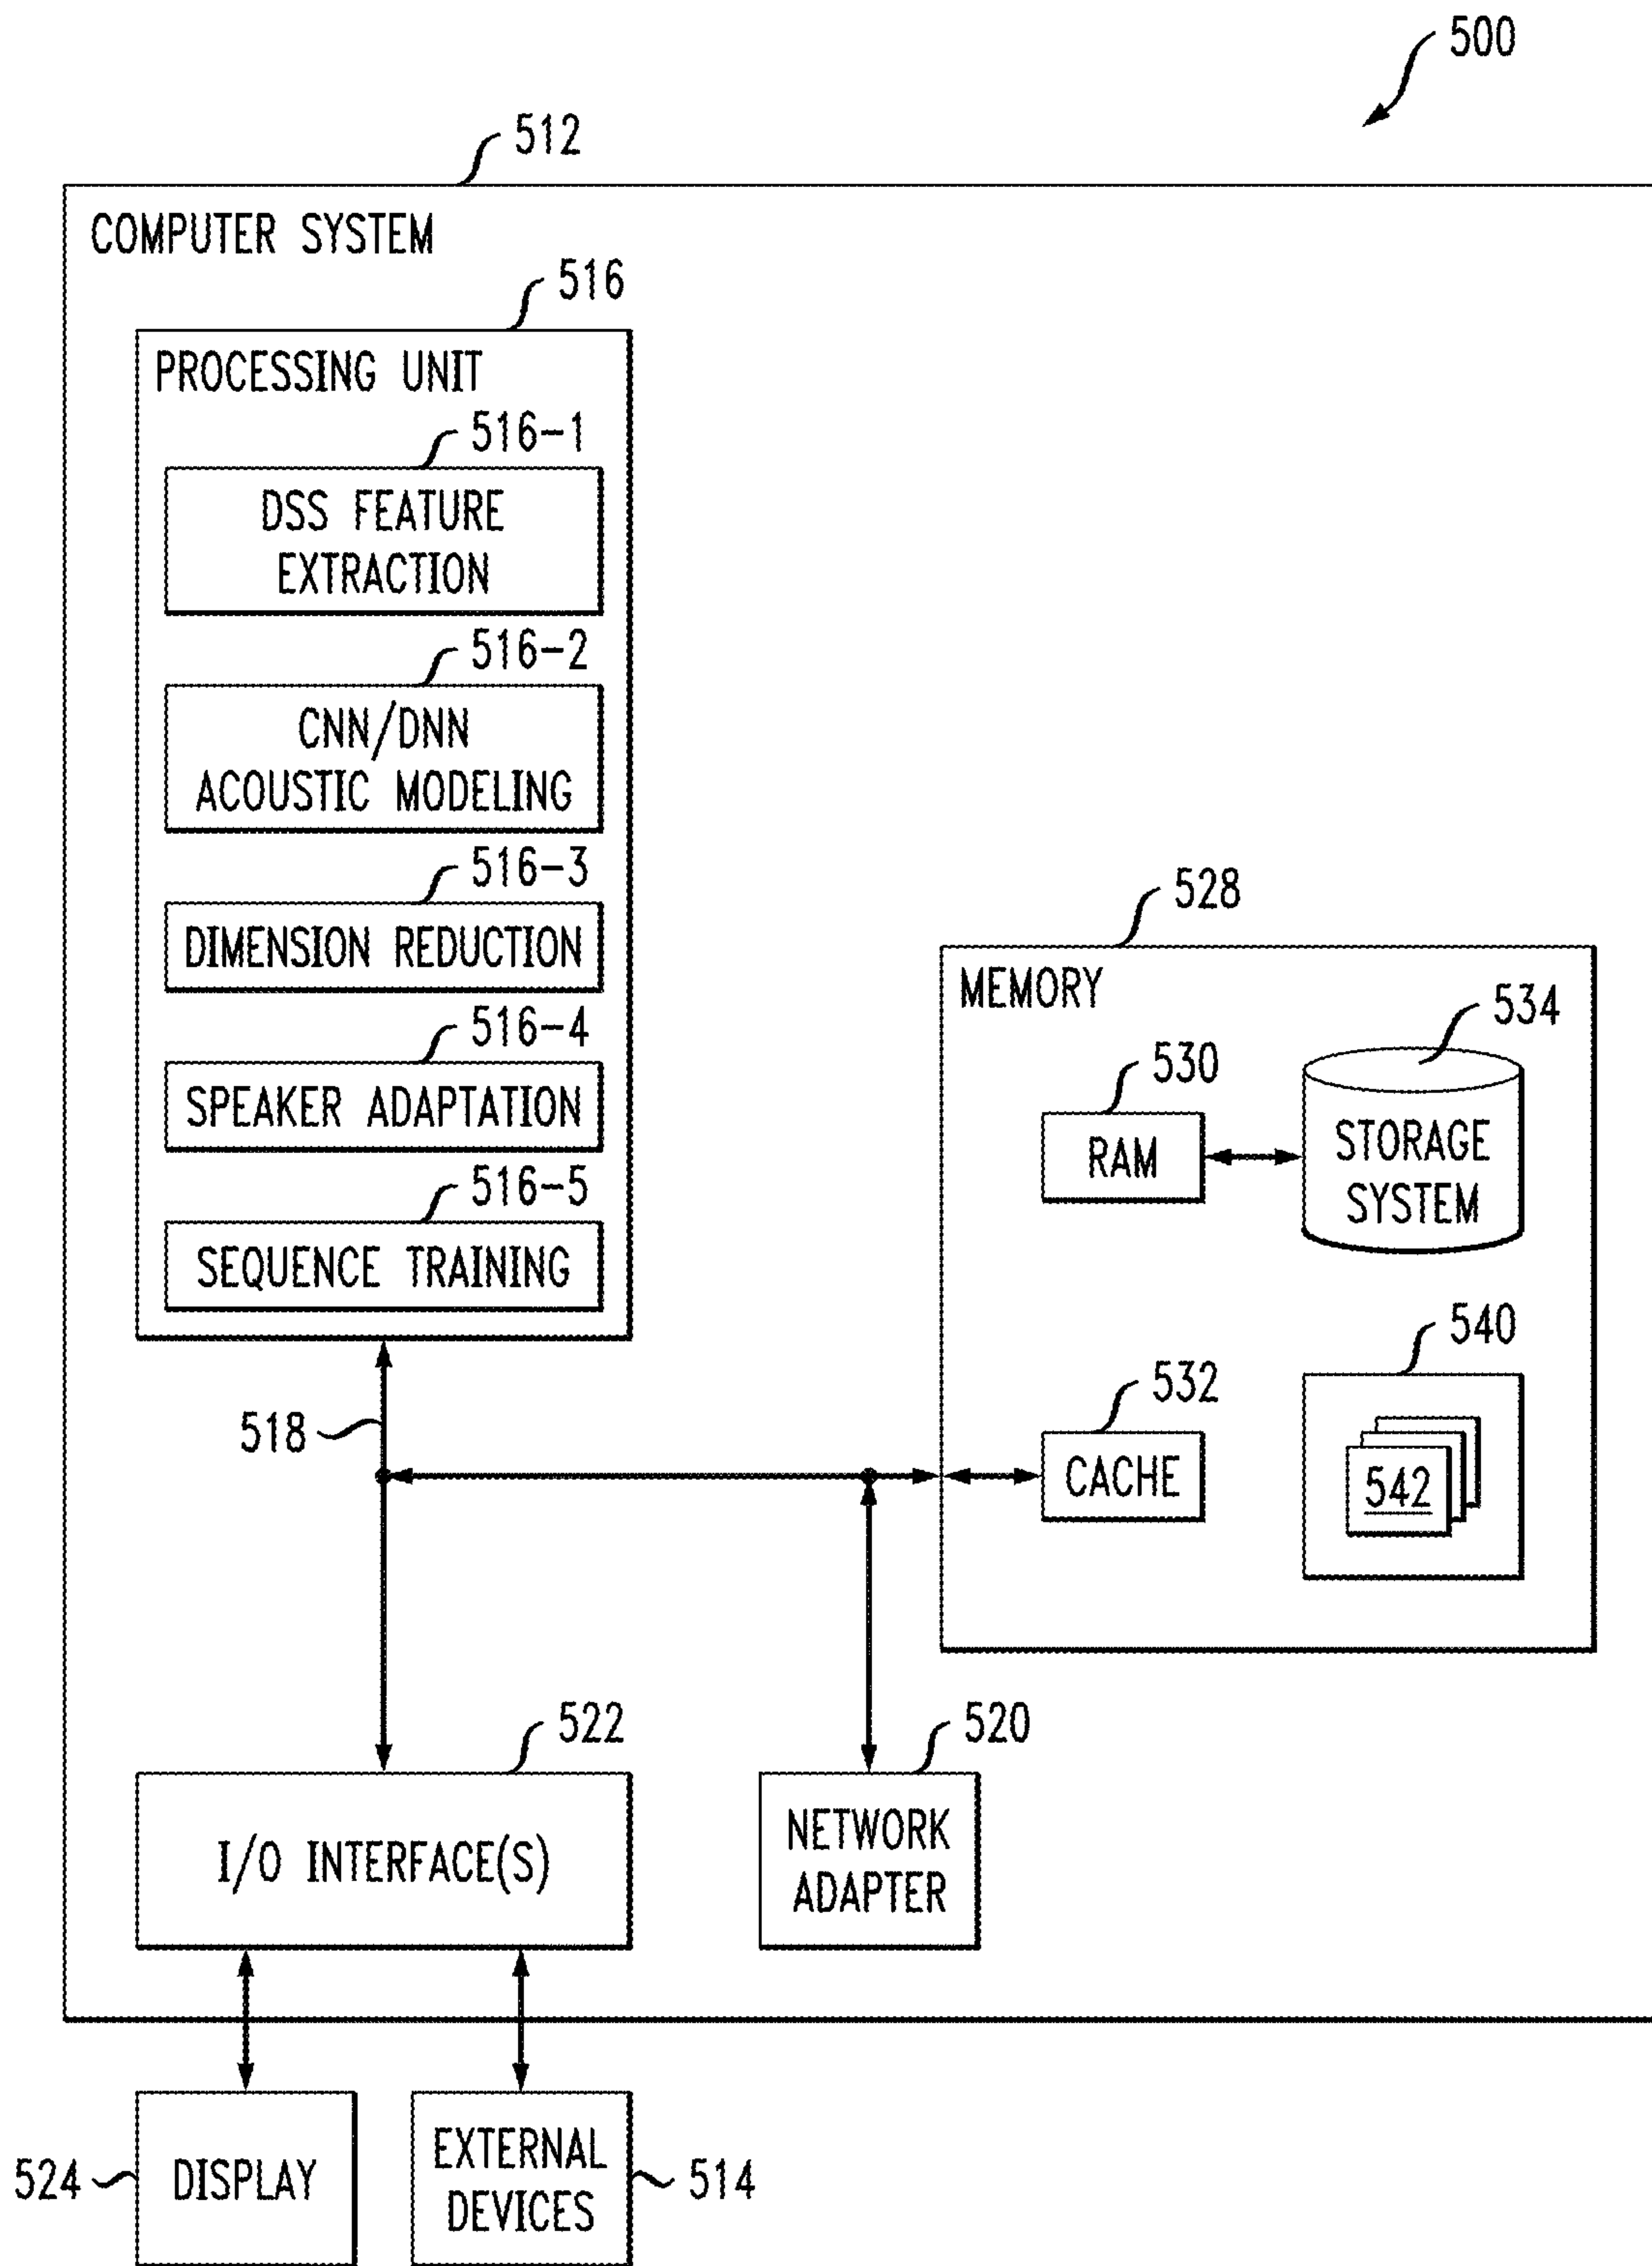 500
512
COMPUTER SYSTEM
516
PROCESSING UNIT
516-1
DSS FEATURE
EXTRACTION
516-2
CNN/DNN
ACOUSTIC MODELING
516-3
DIMENSION REDUCTION
516-4
SPEAKER ADAPTATION
516-5
SEQUENCE TRAINING
518
528
MEMORY
534
530
RAM
STORAGE
SYSTEM
540
532
CACHE
542
522
I/O INTERFACE(S)
520
NETWORK
ADAPTER
524
DISPLAY
EXTERNAL
DEVICES
514